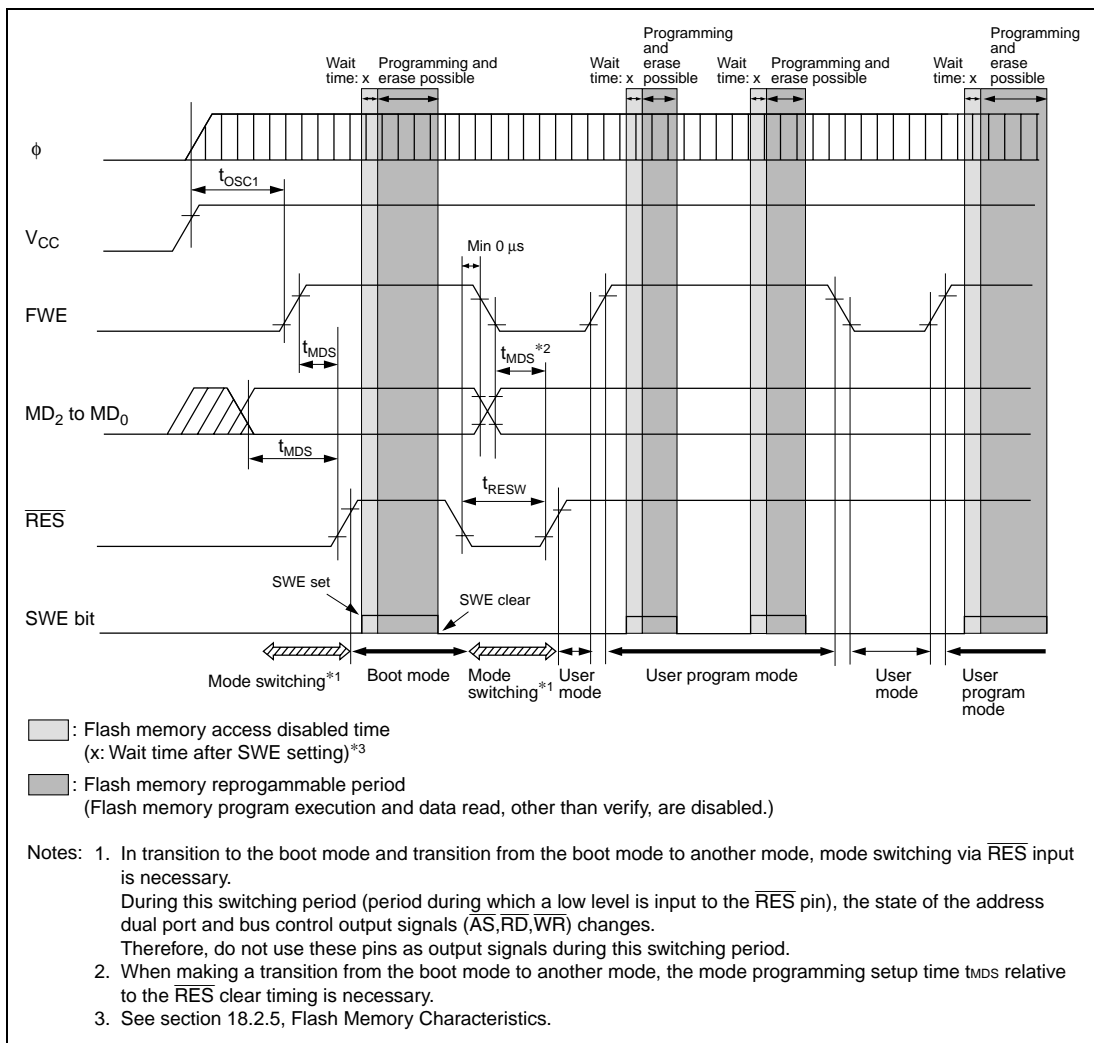 Programming
and
erase
possible
Wait
time: x
Programming and
erase possible
Wait
time: x
Programming
and
erase
possible
Wait
time: x
Programming and
erase possible
Wait
time: x
Programming
and
erase
possible
ϕ
tOSC1
VCC
Min 0 μs
FWE
tMDS
tMDS*2
MD2 to MD0
tMDS
tRESW
RES
SWE set
SWE clear
SWE bit
Mode switching*1
Boot mode
Mode
switching*1
User
mode
User program mode
User
mode
User
program
mode
: Flash memory access disabled time
(x: Wait time after SWE setting)*3
: Flash memory reprogammable period
(Flash memory program execution and data read, other than verify, are disabled.)
Notes: 1. In transition to the boot mode and transition from the boot mode to another mode, mode switching via RES input
is necessary.
During this switching period (period during which a low level is input to the RES pin), the state of the address
dual port and bus control output signals (AS,RD,WR) changes.
Therefore, do not use these pins as output signals during this switching period.
2. When making a transition from the boot mode to another mode, the mode programming setup time tMDS relative
to the RES clear timing is necessary.
3. See section 18.2.5, Flash Memory Characteristics.